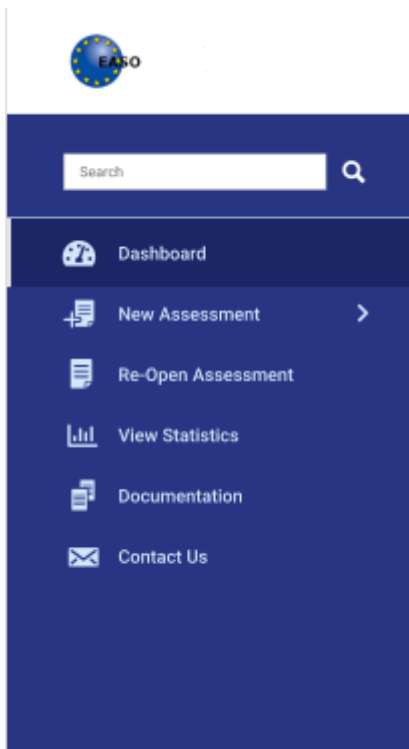 EASO
Search
Dashboard
New Assessment
Re-Open Assessment
View Statistics
Documentation
Contact Us